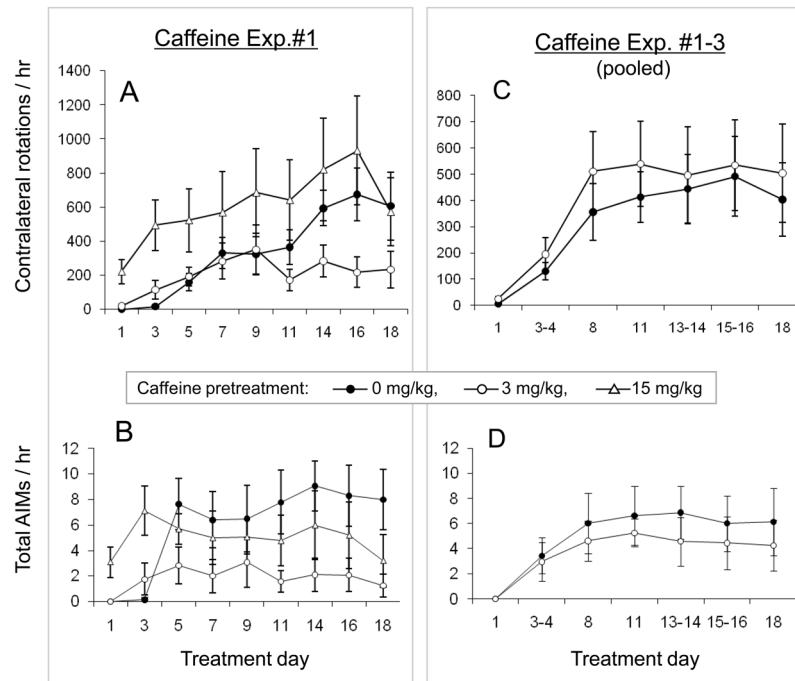 Caffeine Exp.#1
Contralateral rotations / hr
A
1400
1200
1000
800
600
400
200
0
1 3 5 7 9 11 14 16 18
Caffeine Exp. #1-3
(pooled)
C
800
700
600
500
400
300
200
100
0
1 3-4 8 11 13-14 15-16 18
Caffeine pretreatment: 0 mg/kg, 3 mg/kg, 15 mg/kg
Total AIMs / hr
B
12
10
8
6
4
2
0
1 3 5 7 9 11 14 16 18
Treatment day
D
12
10
8
6
4
2
0
1 3-4 8 11 13-14 15-16 18
Treatment day